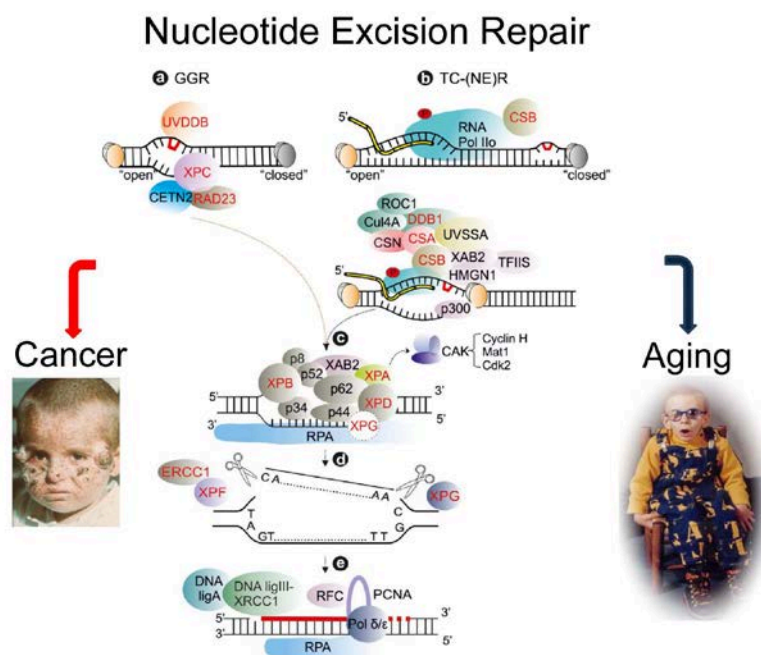 Nucleotide Excision Repair
a GGR
b TC-(NE)R
UVDDB
"open"
"closed"
XPC
CETN2
RAD23
5'
RNA
Pol IIo
CSB
"open"
"closed"
ROC1
Cul4A
DDB1
CSN
CSA
UVSSA
CSB
XAB2
TFIIS
HMGN1
5'
p300
Cancer
Aging
c
p8
p52
XAB2
XPA
XPB
p62
XPD
p34
p44
XPG
3'
5'
3'
RPA
CAK
Cyclin H
Mat1
Cdk2
d
ERCC1
XPF
CA
AA
XPG
T
A
GT
TT
G
C
e
DNA
ligA
DNA ligIII-
XRCC1
RFC
PCNA
Pol δ/ε
5'
3'
3'
5'
RPA